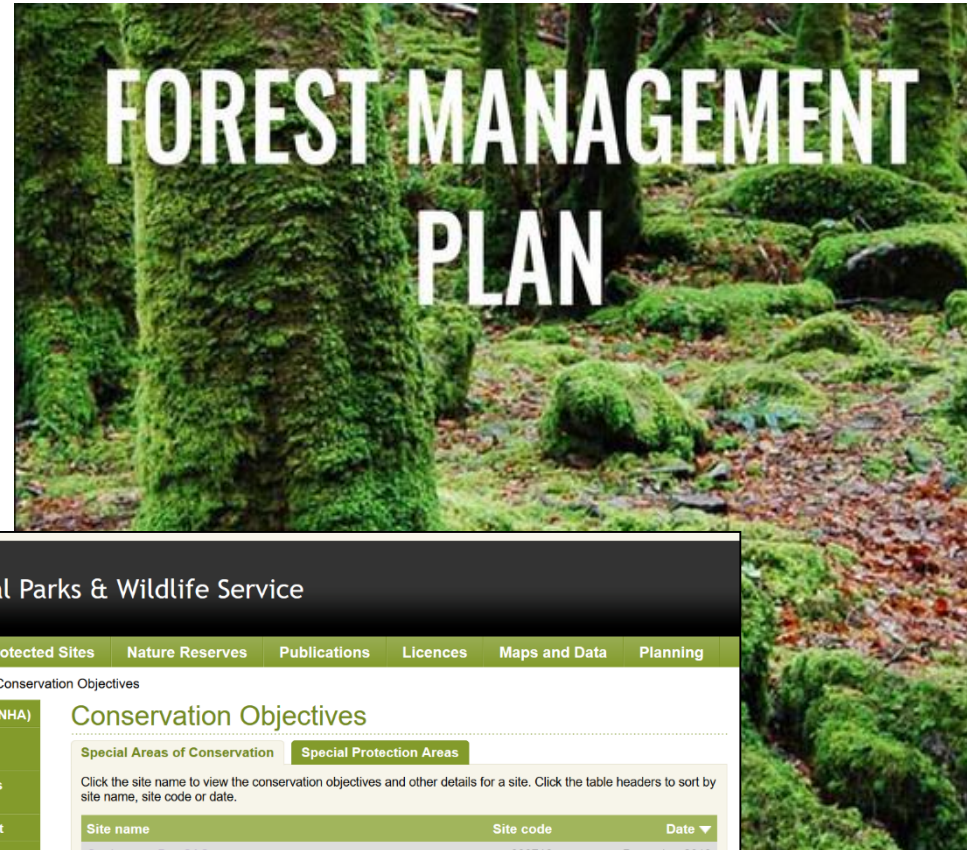 FOREST MANAGEMENT
PLAN
Parks & Wildlife Service
Sites Nature Reserves Publications Licences Maps and Data Planning
Conservation Objectives
NHA)
Conservation Objectives
Special Areas of Conservation Special Protection Areas
Click the site name to view the conservation objectives and other details for a site. Click the table headers to sort by
site name, site code or date.
Site name Site code Date ▼